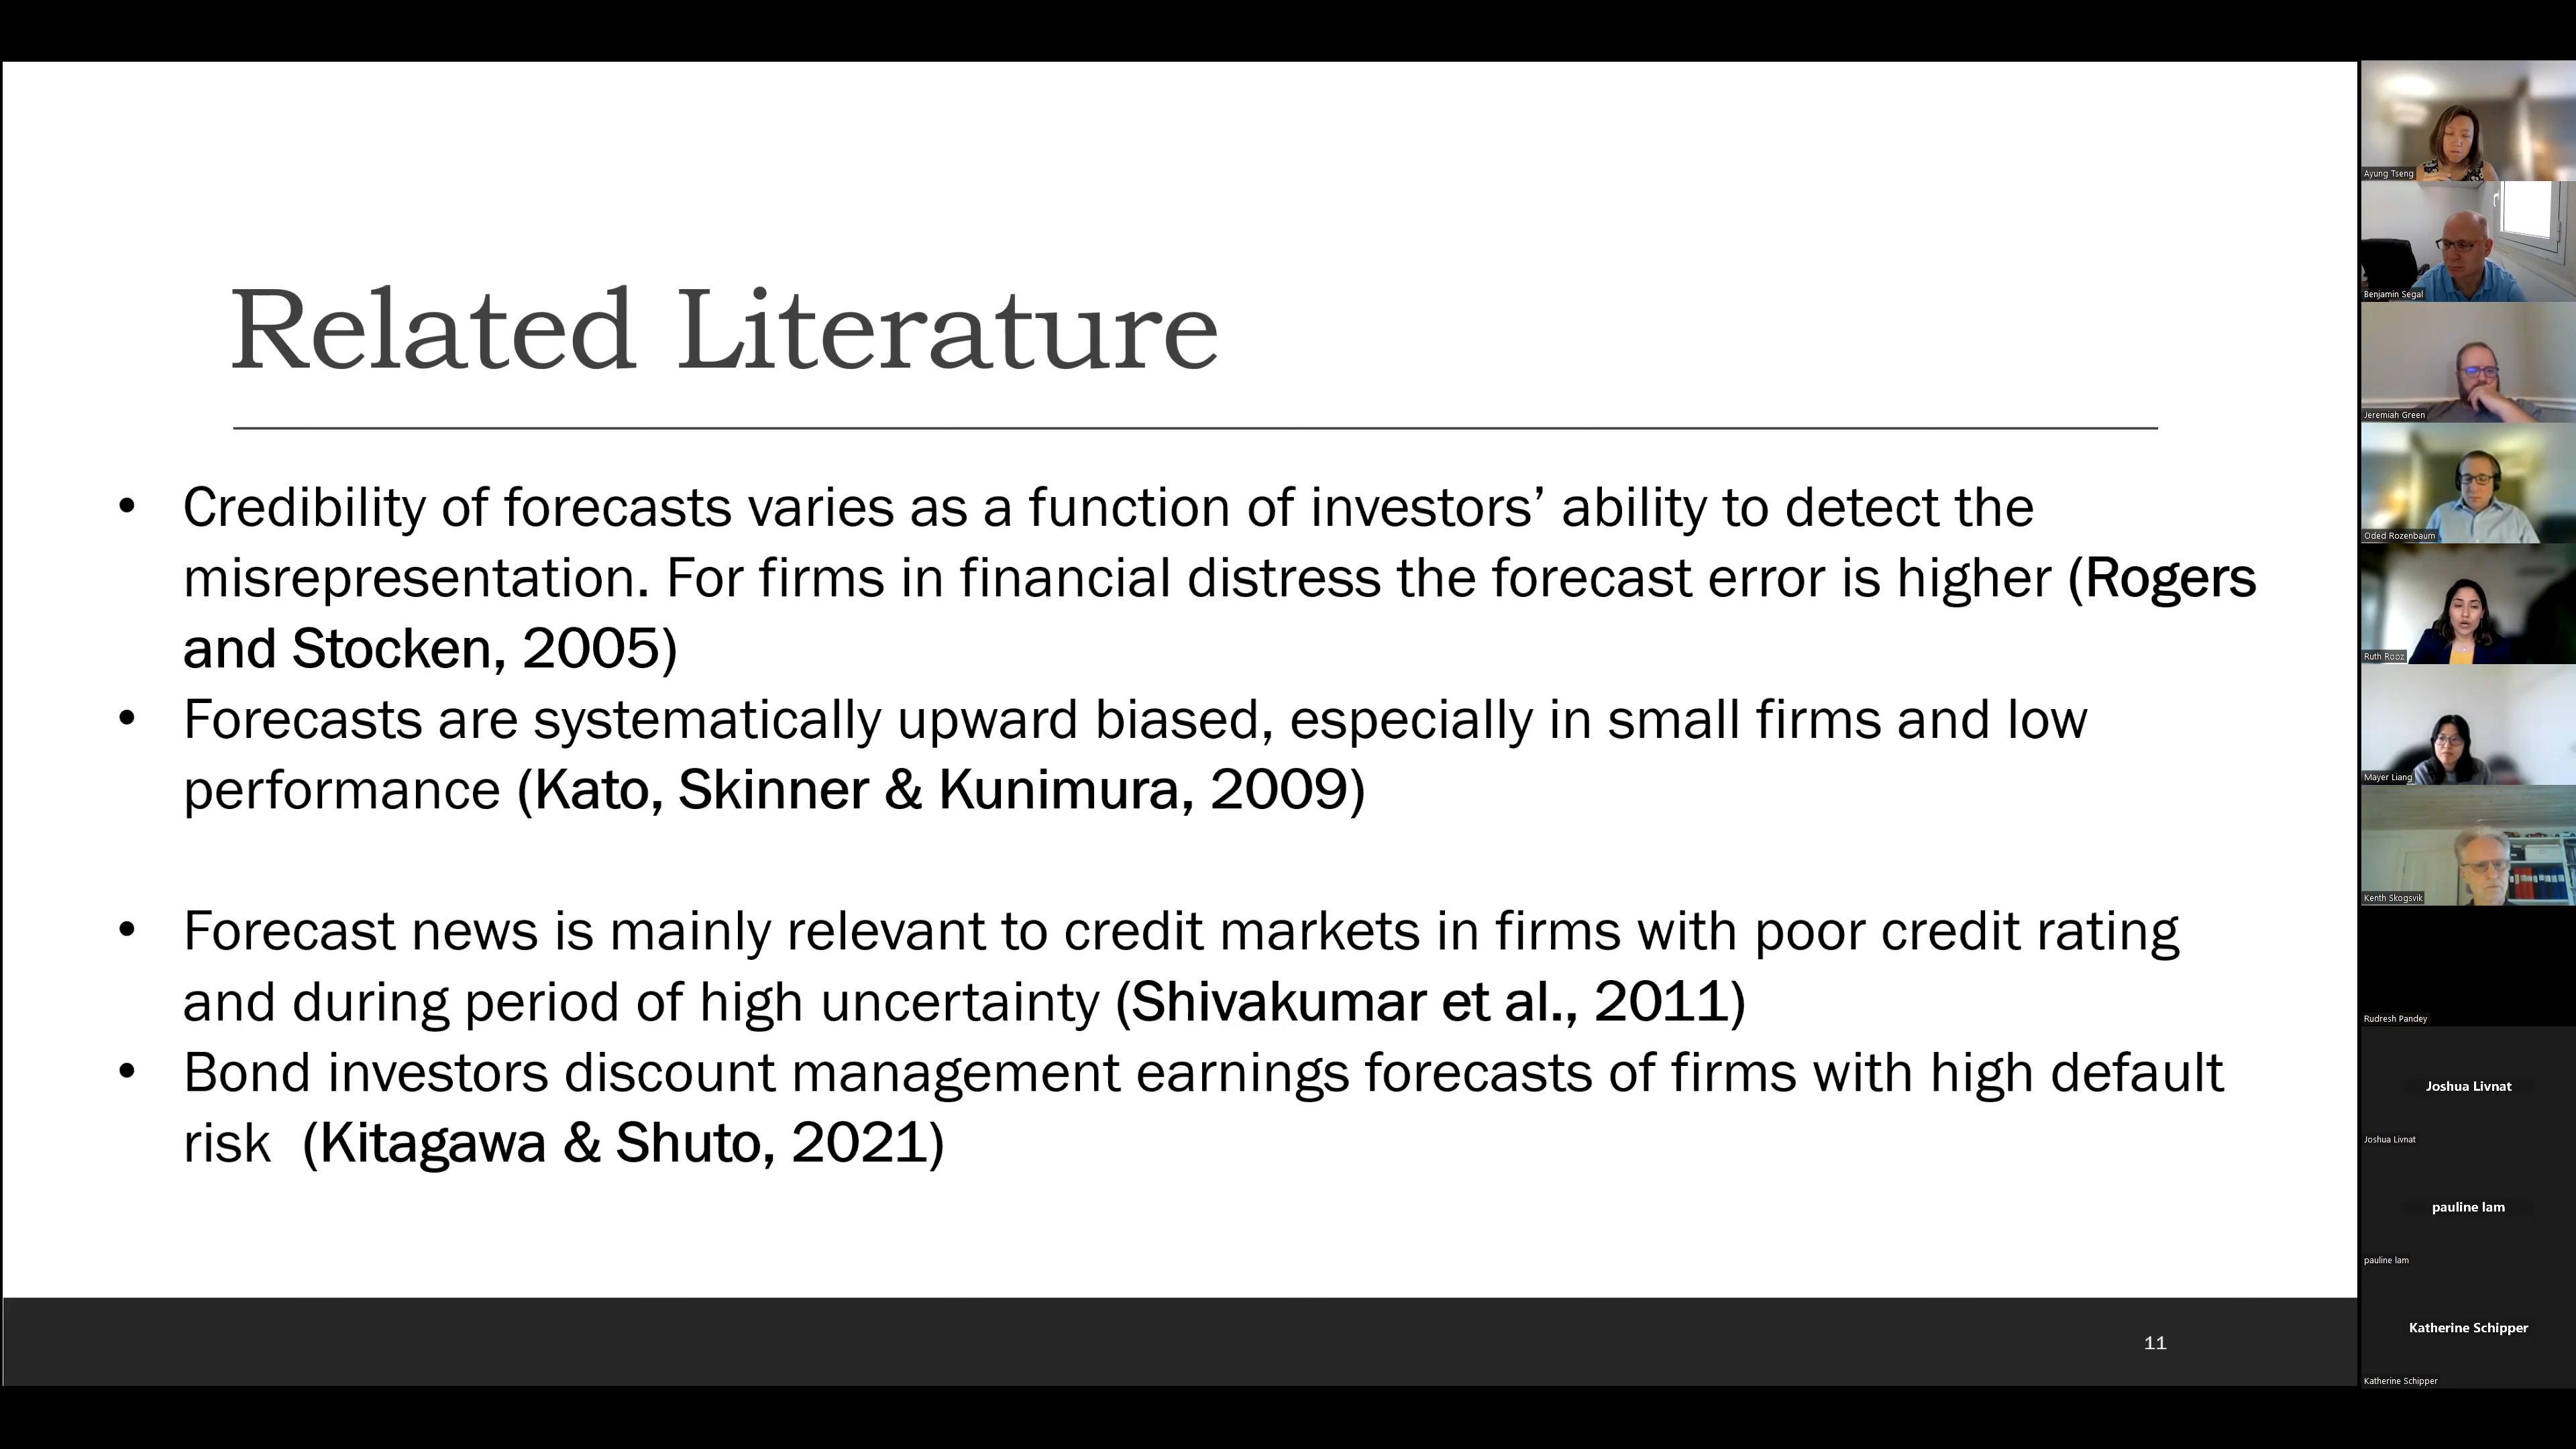 Related Literature
• Credibility of forecasts varies as a function of investors’ ability to detect the
misrepresentation. For firms in financial distress the forecast error is higher (Rogers
and Stocken, 2005)
• Forecasts are systematically upward biased, especially in small firms and low
performance (Kato, Skinner & Kunimura, 2009)
• Forecast news is mainly relevant to credit markets in firms with poor credit rating
and during period of high uncertainty (Shivakumar et al., 2011)
• Bond investors discount management earnings forecasts of firms with high default
risk (Kitagawa & Shuto, 2021)
11
Ayung Tseng
Benjamin Segal
Jeremiah Green
Oded Rozenbaum
Ruth Rooz
Mayer Liang
Kenth Skogsvik
Rudresh Pandey
Joshua Livnat
Joshua Livnat
pauline lam
pauline lam
Katherine Schipper
Katherine Schipper